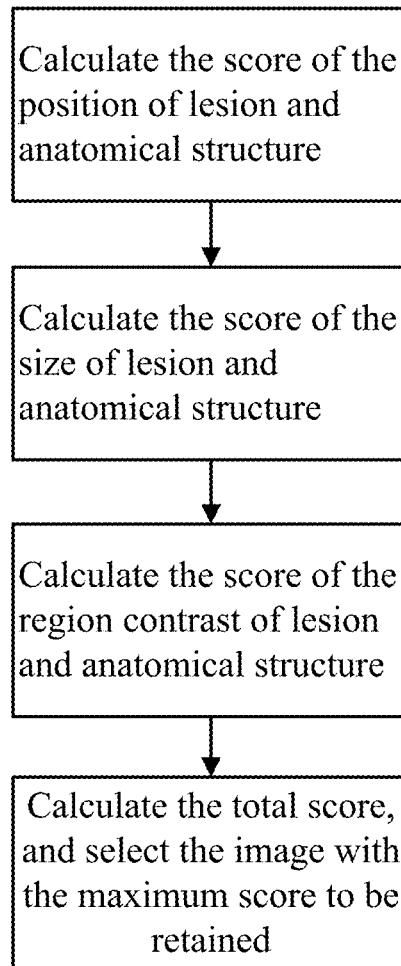 Calculate the score of the
position of lesion and
anatomical structure
Calculate the score of the
size of lesion and
anatomical structure
Calculate the score of the
region contrast of lesion
and anatomical structure
Calculate the total score,
and select the image with
the maximum score to be
retained